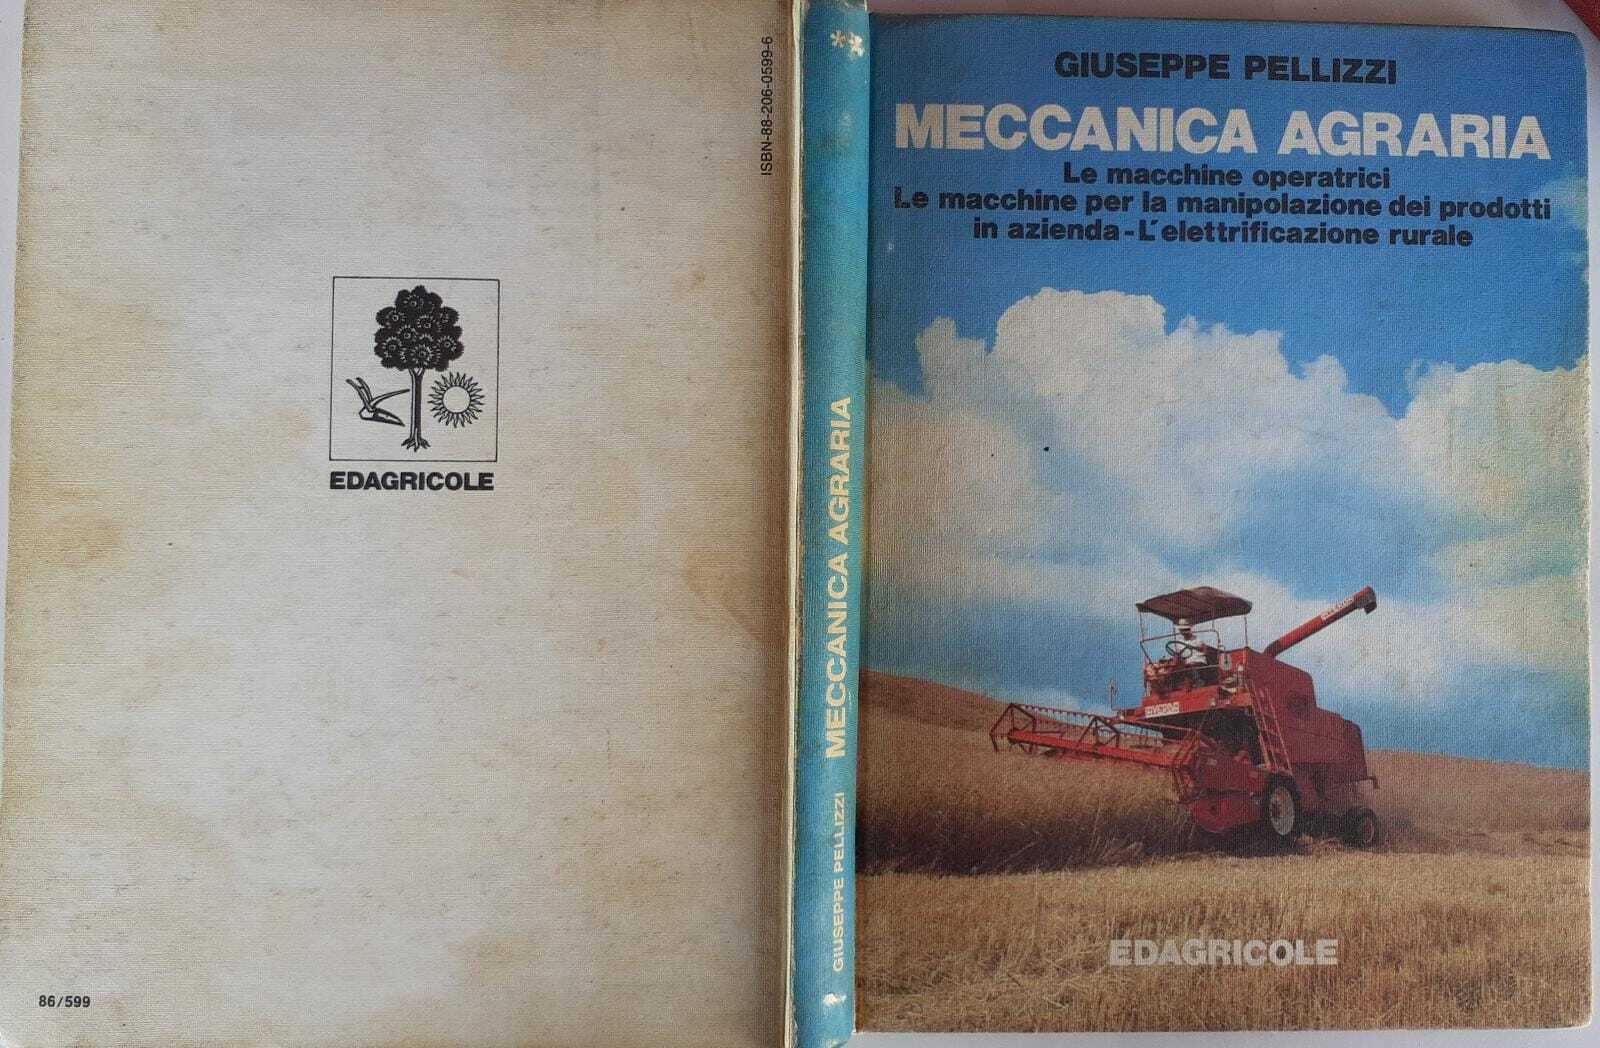 EDAGRICOLE
86/599
ISBN-88-206-0599-6
**
MECCANICA AGRARIA
GIUSEPPE PELLIZZI
GIUSEPPE PELLIZZI
MECCANICA AGRARIA
Le macchine operatrici
Le macchine per la manipolazione dei prodotti
in azienda-L'elettrificazione rurale
EDAGRICOLE